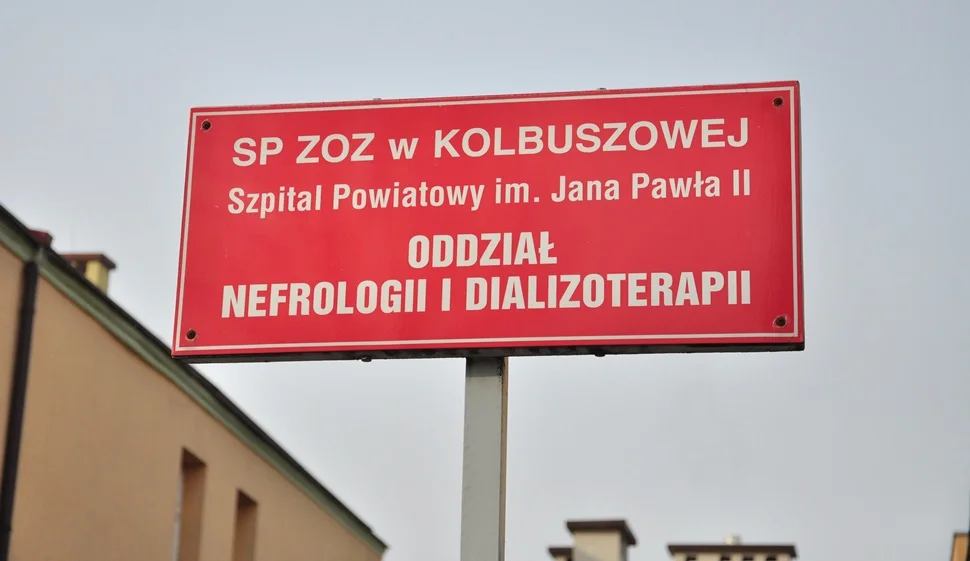 SP ZOZ w KOLBUSZOWEJ
Szpital Powiatowy im. Jana Pawła II
ODDZIAŁ
NEFROLOGII I DIALIZOTERAPII